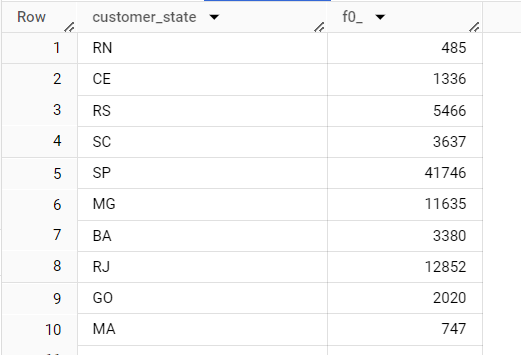 Row customer_state f0_
1 RN 485
2 CE 1336
3 RS 5466
4 SC 3637
5 SP 41746
6 MG 11635
7 BA 3380
8 RJ 12852
9 GO 2020
10 MA 747